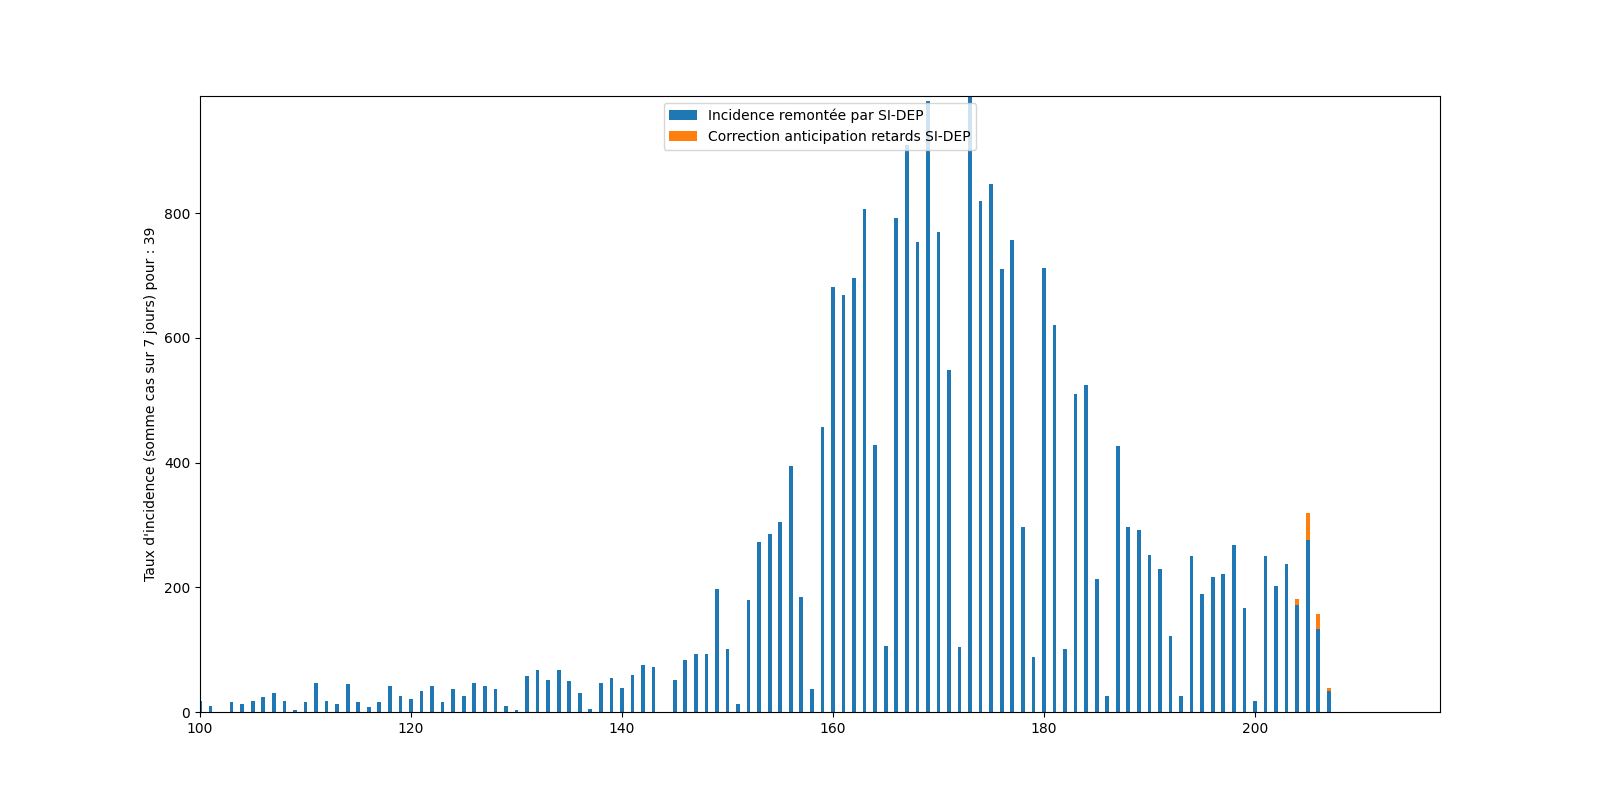 Incidence remontée par SI-DEP
Correction anticipation retards SI-DEP
Taux d'incidence (somme cas sur 7 jours) pour : 39
800
600
400
200
0
100 120 140 160 180 200